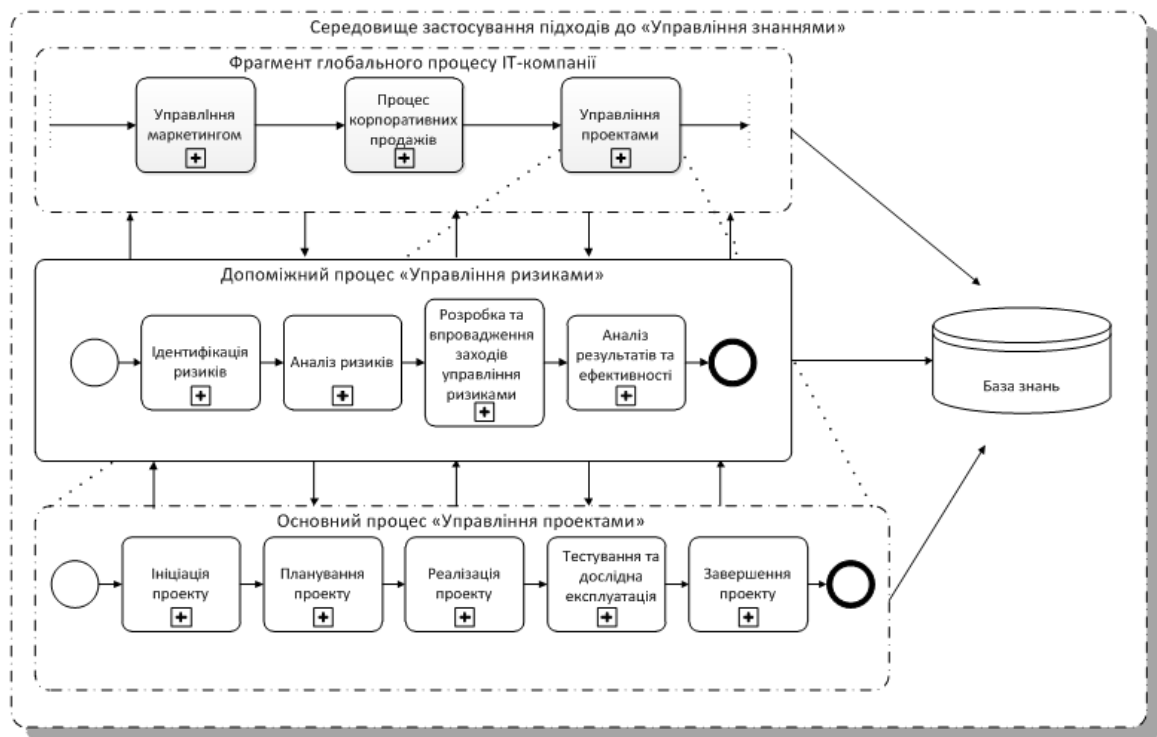 Середовище застосування підходів до «Управління знаннями»
Фрагмент глобального процесу ІТ-компанії
Управління
маркетингом
Процес
корпоративних
продажів
Управління
проектами
Допоміжний процес «Управління ризиками»
Ідентифікація
ризиків
Аналіз ризиків
Розробка та
впровадження
заходів
управління
ризиками
Аналіз
результатів та
ефективності
База знань
Основний процес «Управління проектами»
Ініціація
проекту
Планування
проекту
Реалізація
проекту
Тестування та
дослідна
експлуатація
Завершення
проекту